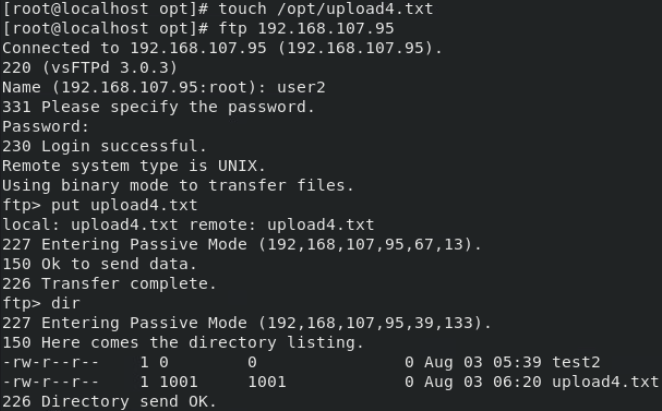 [root@localhost opt]# touch /opt/upload4.txt
[root@localhost opt]# ftp 192.168.107.95
Connected to 192.168.107.95 (192.168.107.95).
220 (vsFTPd 3.0.3)
Name (192.168.107.95:root): user2
331 Please specify the password.
Password:
230 Login successful.
Remote system type is UNIX.
Using binary mode to transfer files.
ftp> put upload4.txt
local: upload4.txt remote: upload4.txt
227 Entering Passive Mode (192,168,107,95,67,13).
150 Ok to send data.
226 Transfer complete.
ftp> dir
227 Entering Passive Mode (192,168,107,95,39,133).
150 Here comes the directory listing.
-rw-r--r--    1 0        0               0 Aug 03 05:39 test2
-rw-r--r--    1 1001     1001            0 Aug 03 06:20 upload4.txt
226 Directory send OK.